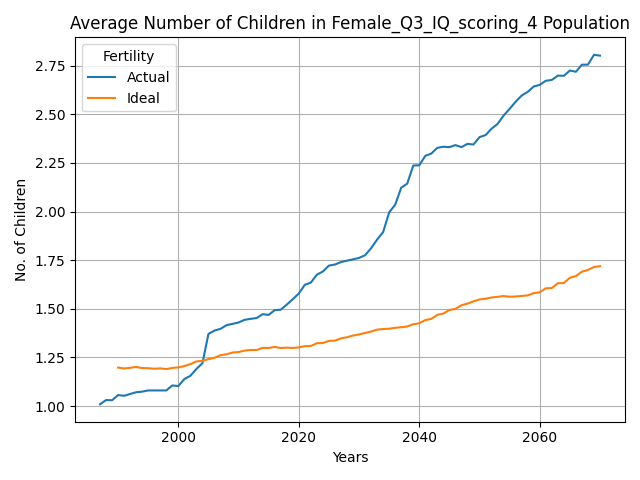 Average Number of Children in Female_Q3_IQ_scoring_4 Population
Fertility
Actual
Ideal
2.75
2.50
2.25
2.00
1.75
1.50
1.25
1.00
No. of Children
2000
2020
2040
2060
Years